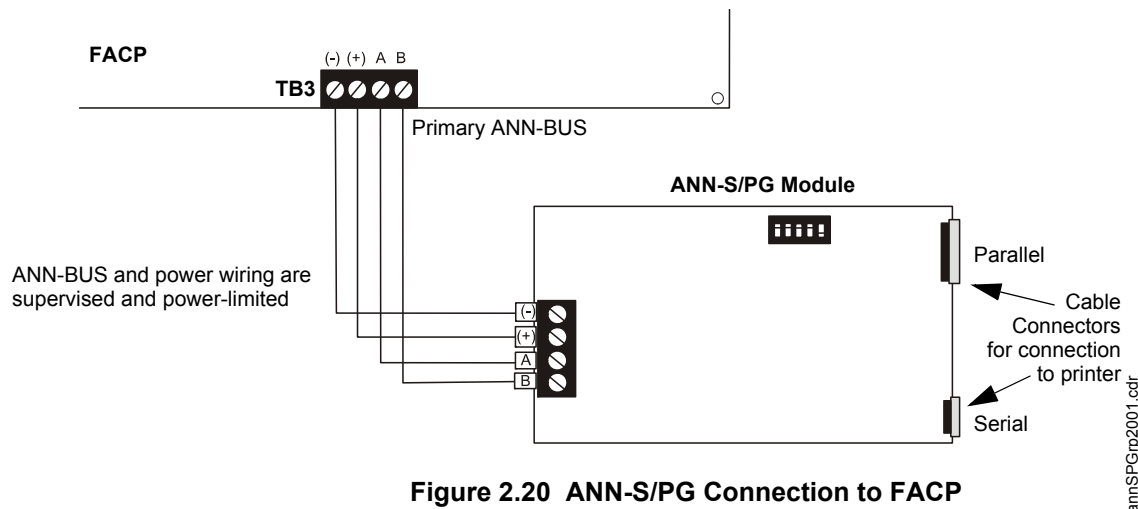 FACP
(-) (+) A B
TB3
Primary ANN-BUS
ANN-S/PG Module
ANN-BUS and power wiring are
supervised and power-limited
(-)
(+)
A
B
Parallel
Cable
Connectors
for connection
to printer
Serial
annSPGrp2001.cdr
Figure 2.20 ANN-S/PG Connection to FACP